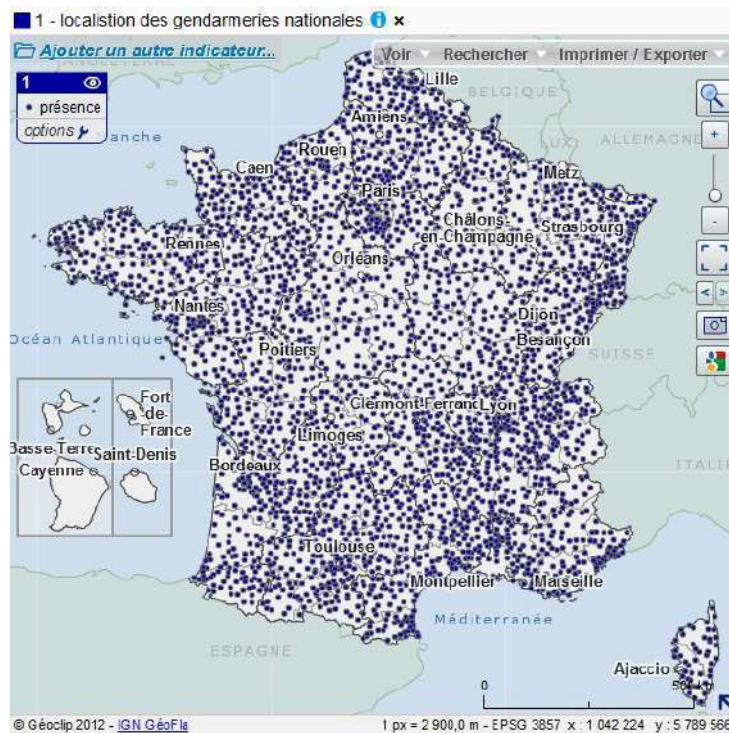 1 - localistion des gendarmeries nationales i ×
Ajouter un autre indicateur...
Voir Rechercher Imprimer / Exporter
1
présence
options
anche
Lille
BELGIQUE
Amiens
LUX
ALLEMAGNE
Rouen
Caen
Metz
Paris
Châlons-
en-Champagne
Strasbourg
Rennes
Orléans
Nantes
Dijon
Besançon
Océan Atlantique
Poitiers
SUISSE
Fort
de-
France
Clermont-Ferrand
Lyon
Limoges
Basse-Terre
Saint-Denis
Cayenne
Bordeaux
ITALIE
Toulouse
Montpellier
Marseille
Méditerranée
ESPAGNE
Ajaccio
0
© Géoclip 2012 - IGN GéoFla
1 px = 2 900,0 m - EPSG 3857 x : 1 042 224 y : 5 789 566